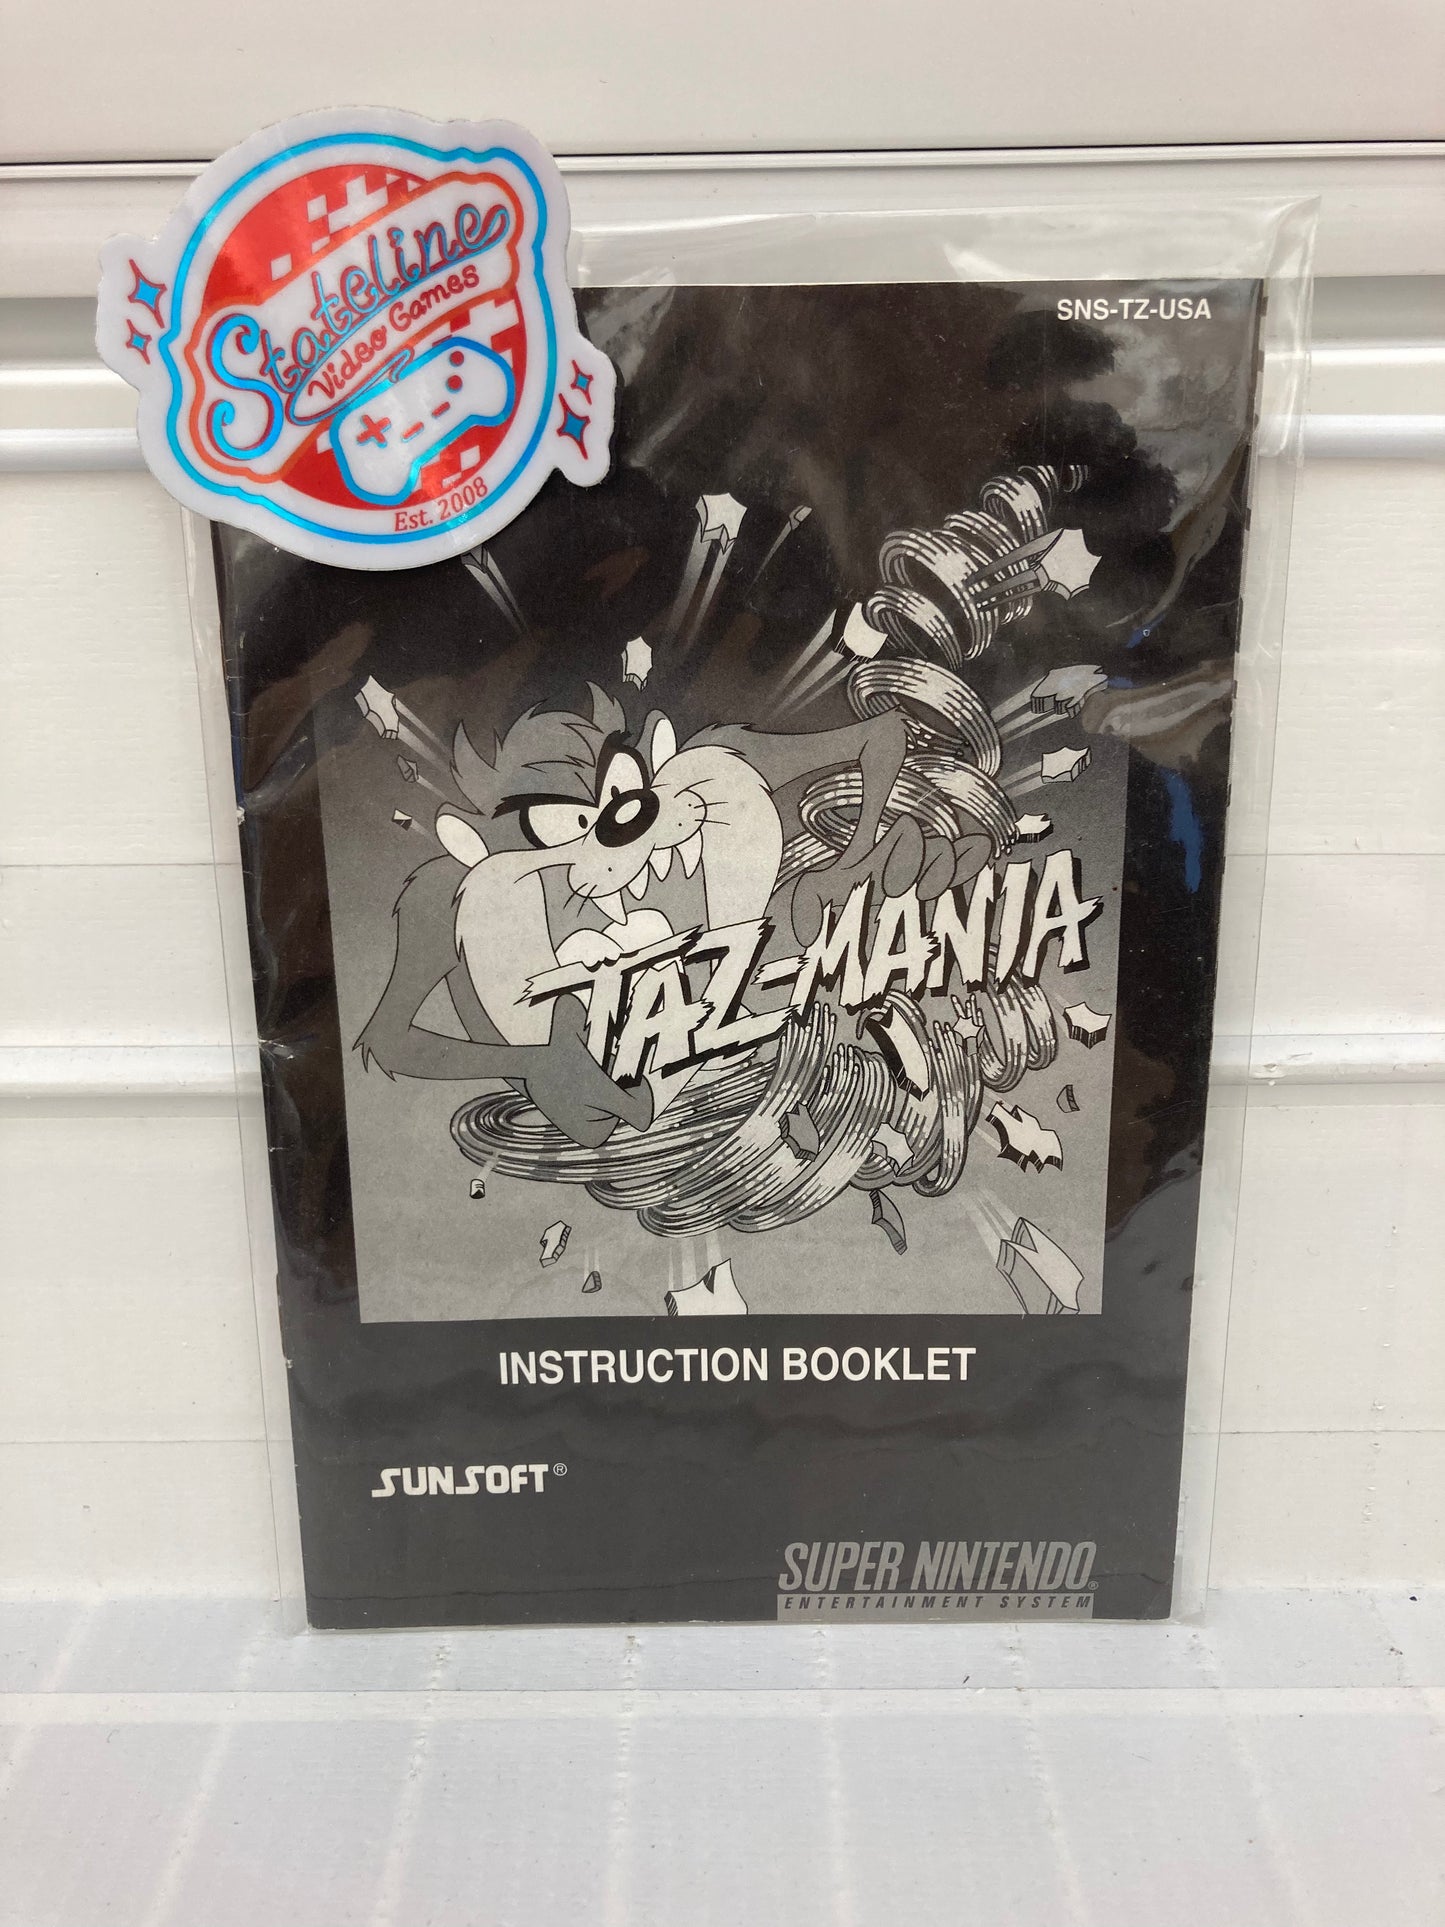 Stateline
Video Games
Est. 2008
SNS-TZ-USA
TAZ-MANIA
INSTRUCTION BOOKLET
SUNSOFT®
SUPER NINTENDO®
ENTERTAINMENT SYSTEM